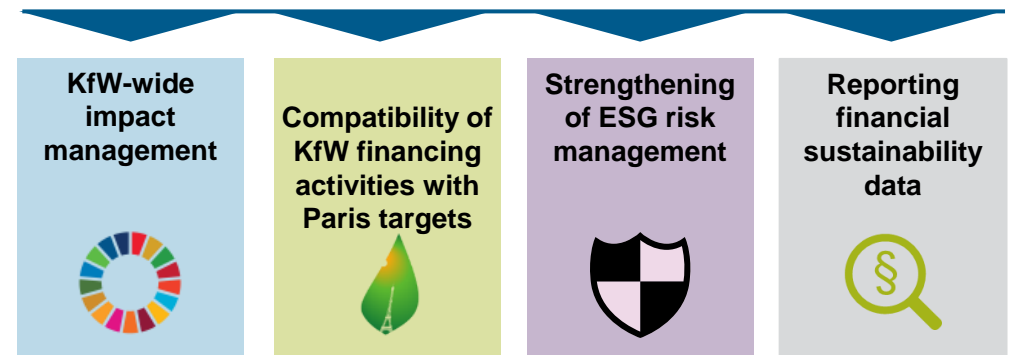 KfW-wide
impact
management
Compatibility of
KfW financing
activities with
Paris targets
Strengthening
of ESG risk
management
Reporting
financial
sustainability
data
§